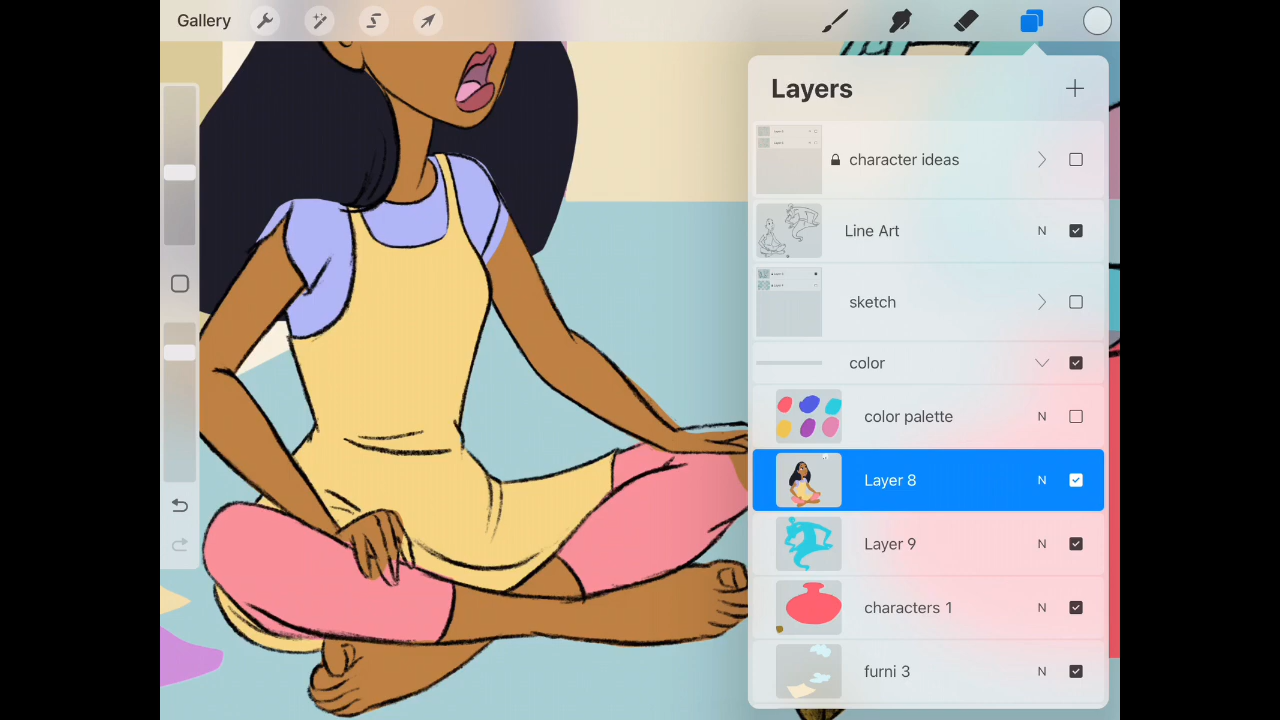 Gallery
Layers
character ideas
Line Art N
sketch
color
color palette N
Layer 8 N
Layer 9 N
characters 1 N
furni 3 N